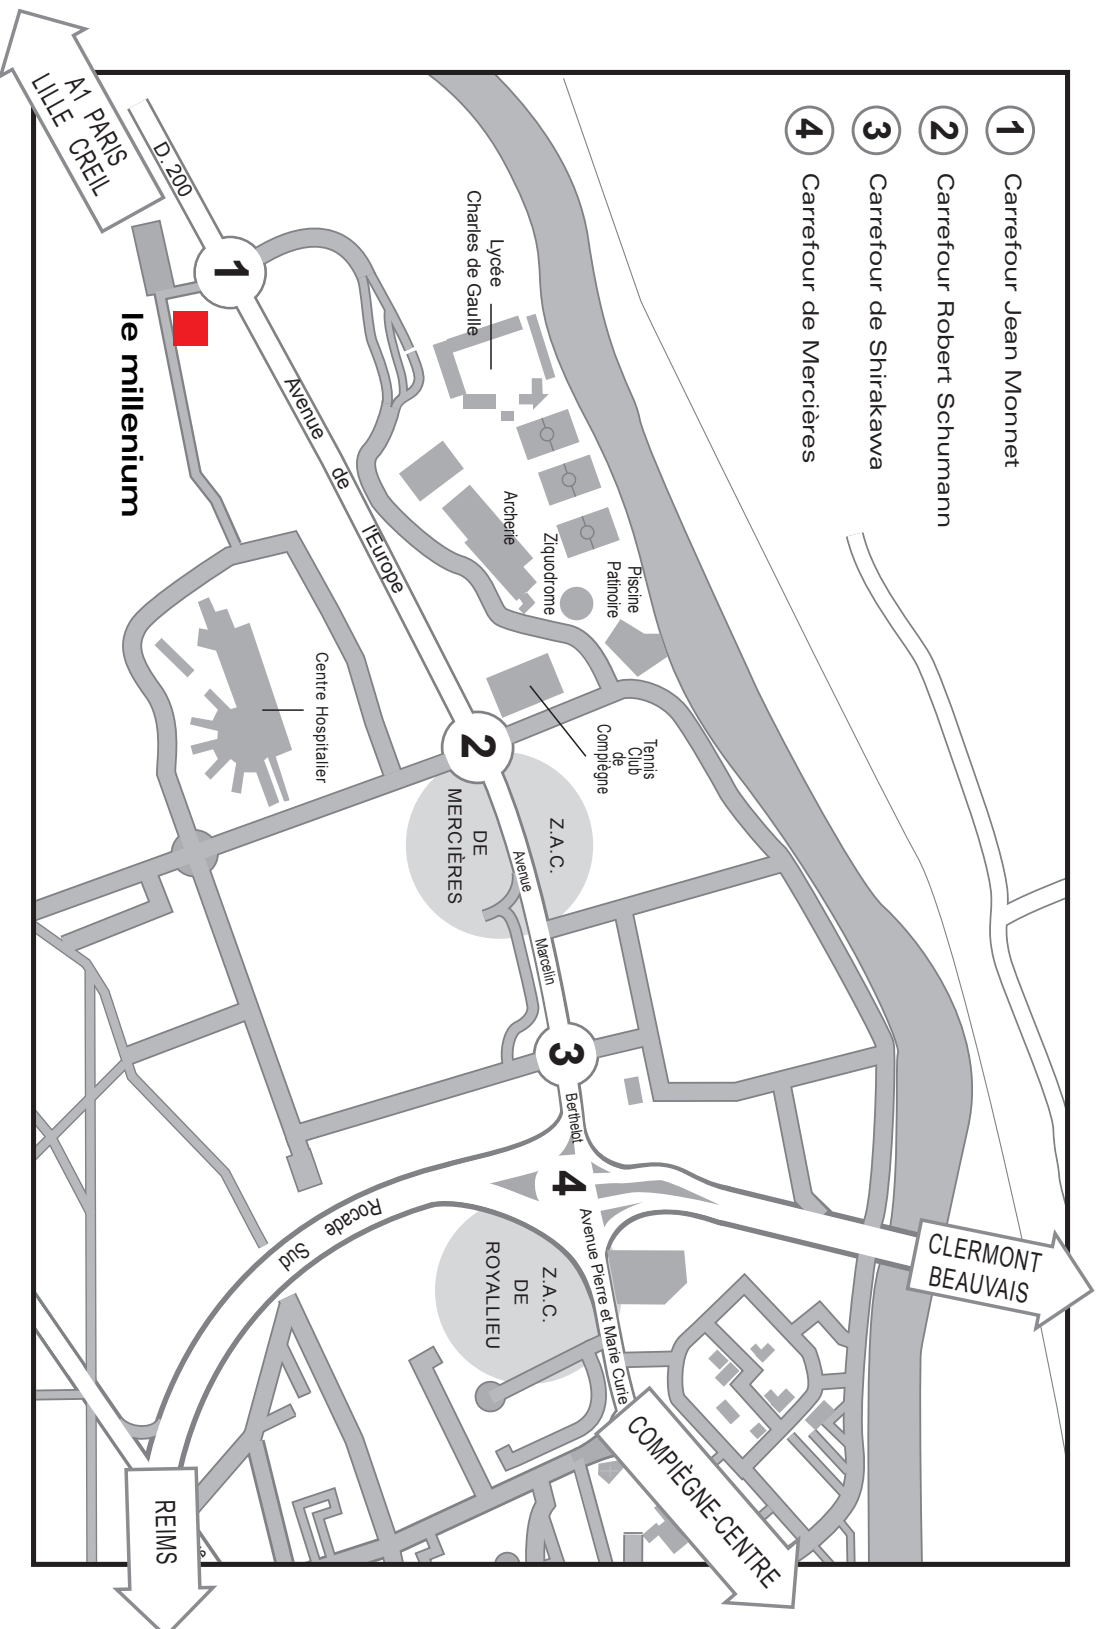 1 Carrefour Jean Monnet
2 Carrefour Robert Schumann
3 Carrefour de Shirakawa
4 Carrefour de Mercières
CLERMONT
BEAUVAIS
Lycée
Charles de Gaulle
Piscine
Patinoire
Ziquodrome
Archerie
Tennis
Club
de
Compiègne
A1 PARIS
LILLE CREIL
D. 200
1
Avenue de l'Europe
2
Z.A.C.
DE
MERCIÈRES
Avenue Marcelin
3
Berthelot
4
Avenue Pierre et Marie Curie
COMPIÈGNE-CENTRE
Z.A.C.
DE
ROYALLIEU
Rocade Sud
Centre Hospitalier
le millenium
REIMS